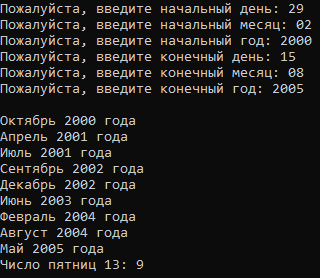 Пожалуйста, введите начальный день: 29
Пожалуйста, введите начальный месяц: 02
Пожалуйста, введите начальный год: 2000
Пожалуйста, введите конечный день: 15
Пожалуйста, введите конечный месяц: 08
Пожалуйста, введите конечный год: 2005
Октябрь 2000 года
Апрель 2001 года
Июль 2001 года
Сентябрь 2002 года
Декабрь 2002 года
Июнь 2003 года
Февраль 2004 года
Август 2004 года
Май 2005 года
Число пятниц 13: 9